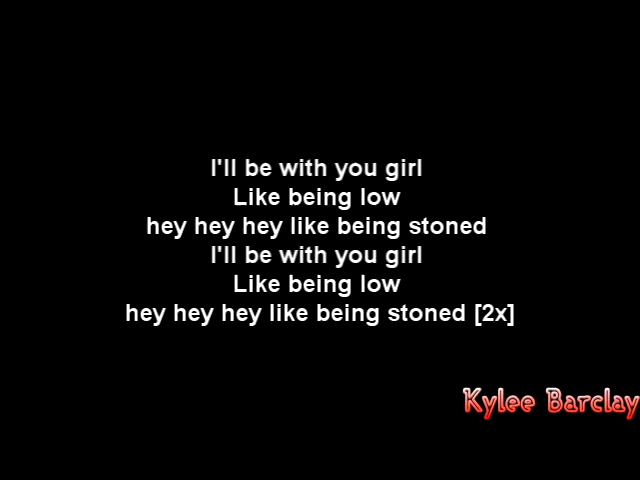 I'll be with you girl
Like being low
hey hey hey like being stoned
I'll be with you girl
Like being low
hey hey hey like being stoned [2x]
Kylee Barclay